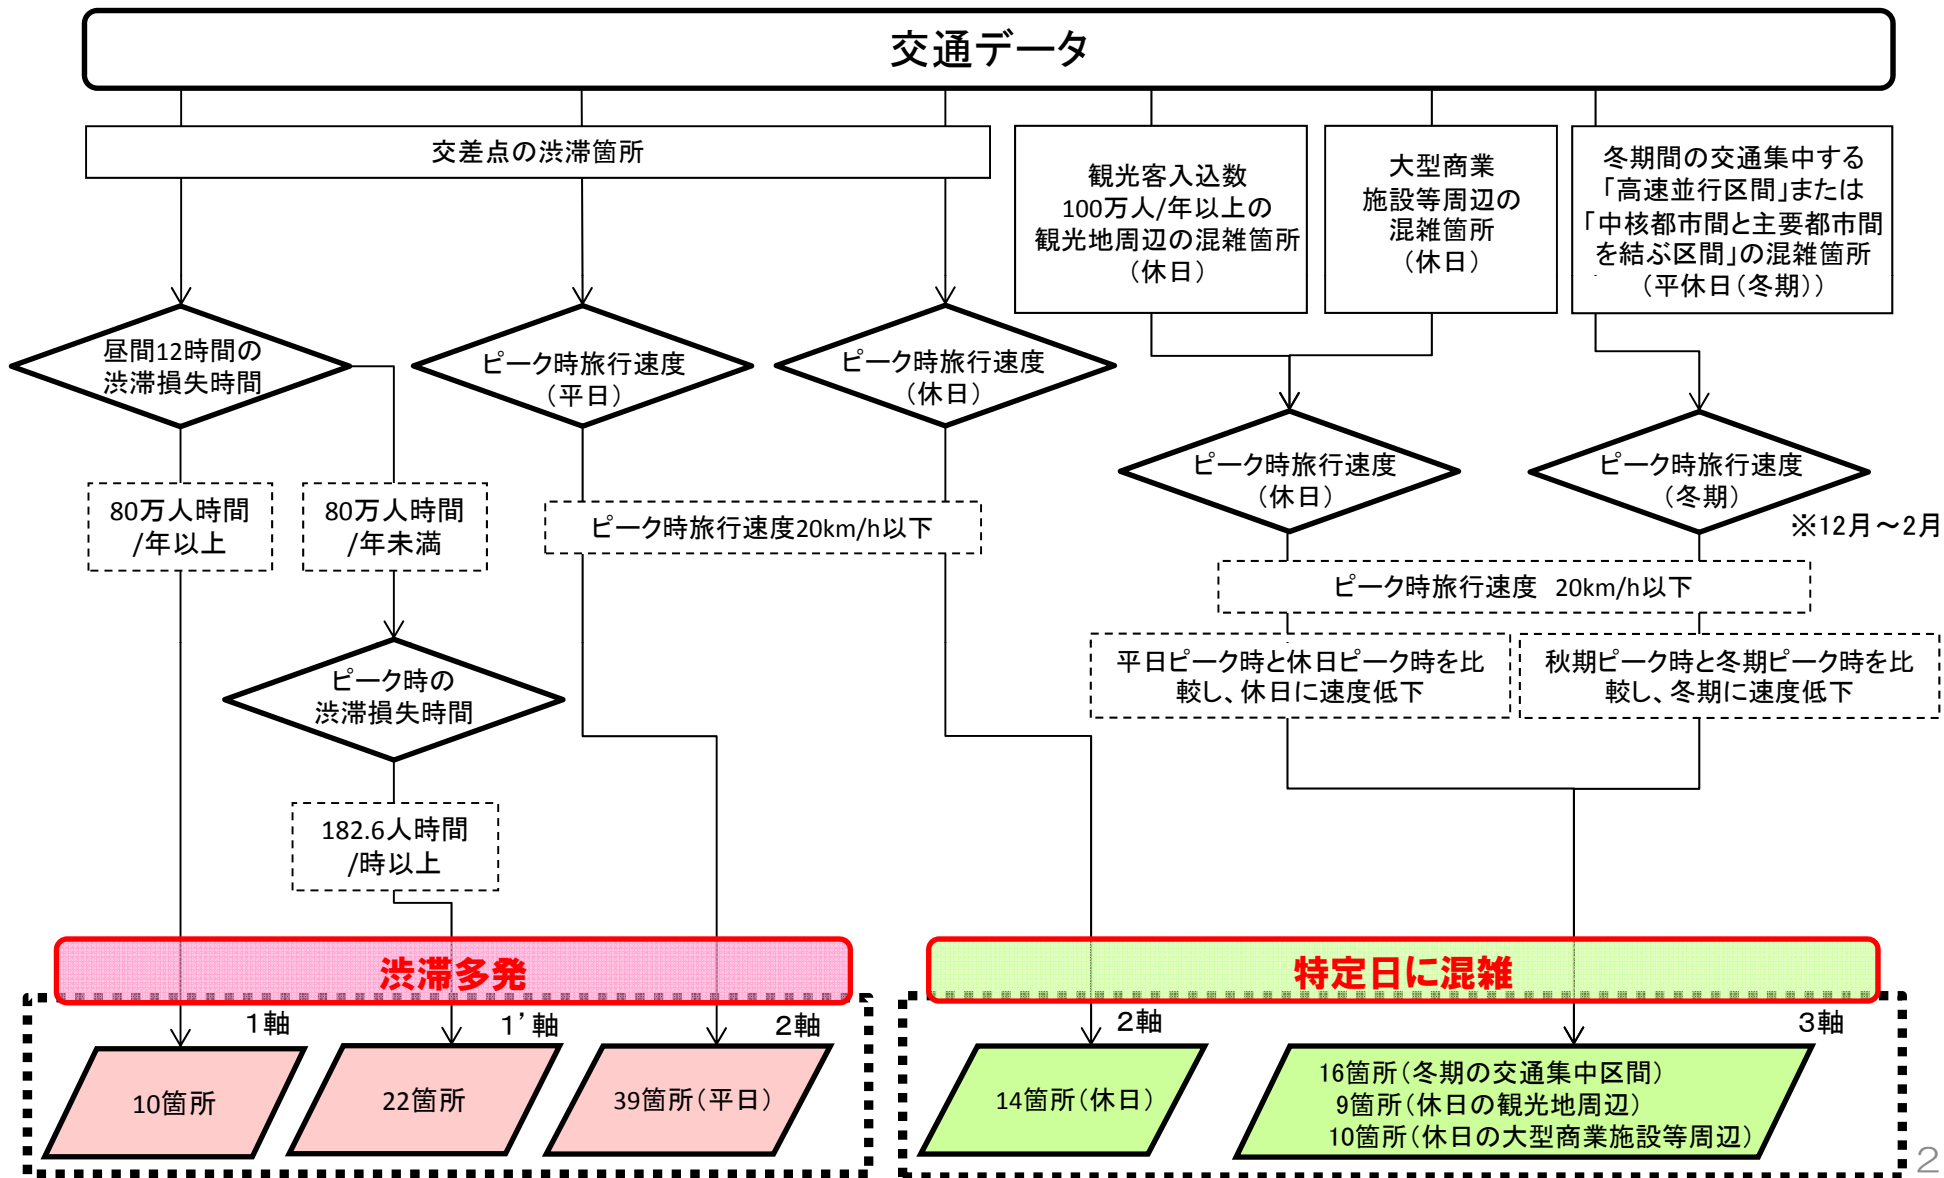 交通データ
交差点の渋滞箇所
観光客入込数
100万人/年以上の
観光地周辺の混雑箇所
（休日）
大型商業
施設等周辺の
混雑箇所
（休日）
冬期間の交通集中する
「高速並行区間」または
「中核都市間と主要都市間
を結ぶ区間」の混雑箇所
（平休日（冬期））
昼間12時間の
渋滞損失時間
ピーク時旅行速度
（平日）
ピーク時旅行速度
（休日）
ピーク時旅行速度
（休日）
ピーク時旅行速度
（冬期）
※12月～2月
80万人時間
/年以上
80万人時間
/年未満
ピーク時旅行速度20km/h以下
ピーク時旅行速度 20km/h以下
平日ピーク時と休日ピーク時を比
較し、休日に速度低下
秋期ピーク時と冬期ピーク時を比
較し、冬期に速度低下
ピーク時の
渋滞損失時間
182.6人時間
/時以上
渋滞多発
特定日に混雑
1軸
1’軸
2軸
2軸
3軸
10箇所
22箇所
39箇所（平日）
14箇所（休日）
16箇所（冬期の交通集中区間）
9箇所（休日の観光地周辺）
10箇所（休日の大型商業施設等周辺）
2